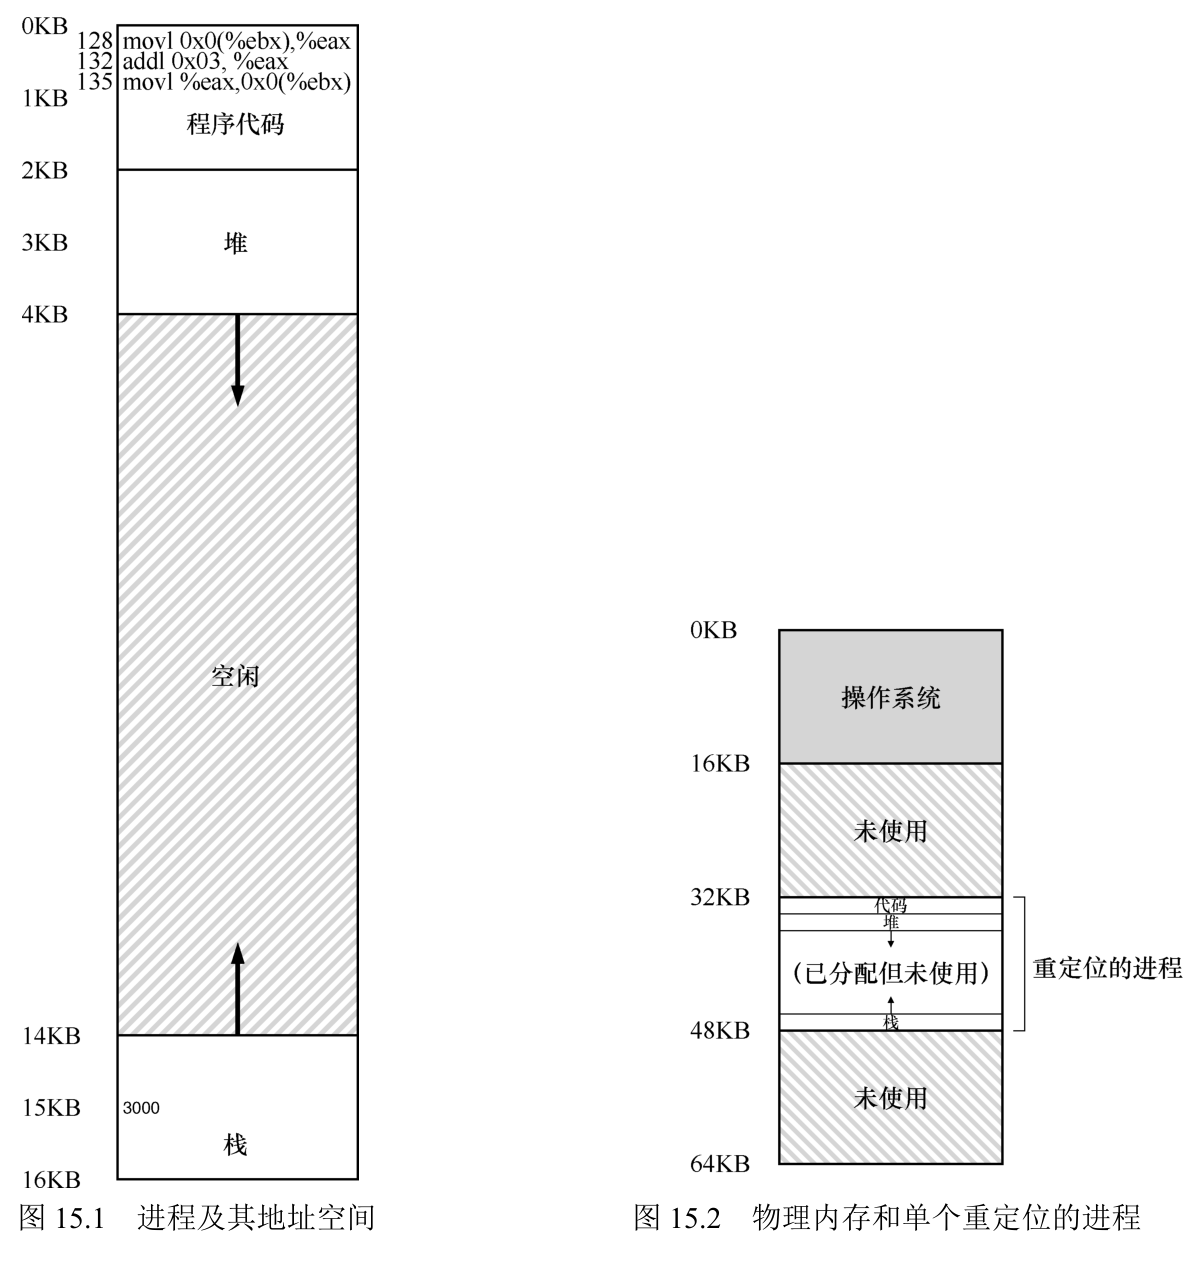 0KB
128 movl 0x0(%ebx),%eax
132 addl 0x03, %eax
135 movl %eax,0x0(%ebx)
1KB
程序代码
2KB
3KB 堆
4KB
空闲
14KB
15KB 3000
栈
16KB
图 15.1 进程及其地址空间
0KB
操作系统
16KB
未使用
32KB
代码
堆
(已分配但未使用)
重定位的进程
栈
48KB
未使用
64KB
图 15.2 物理内存和单个重定位的进程